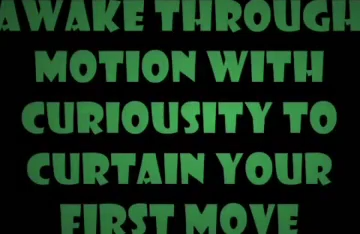 AWAKE THROUGH
MOTION WITH
CURIOUSITY TO
CURTAIN YOUR
FIRST MOVE